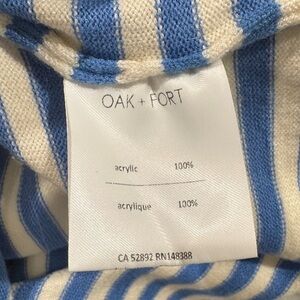 OAK + FORT
acrylic 100%
acrylique 100%
CA 52892 RN148388